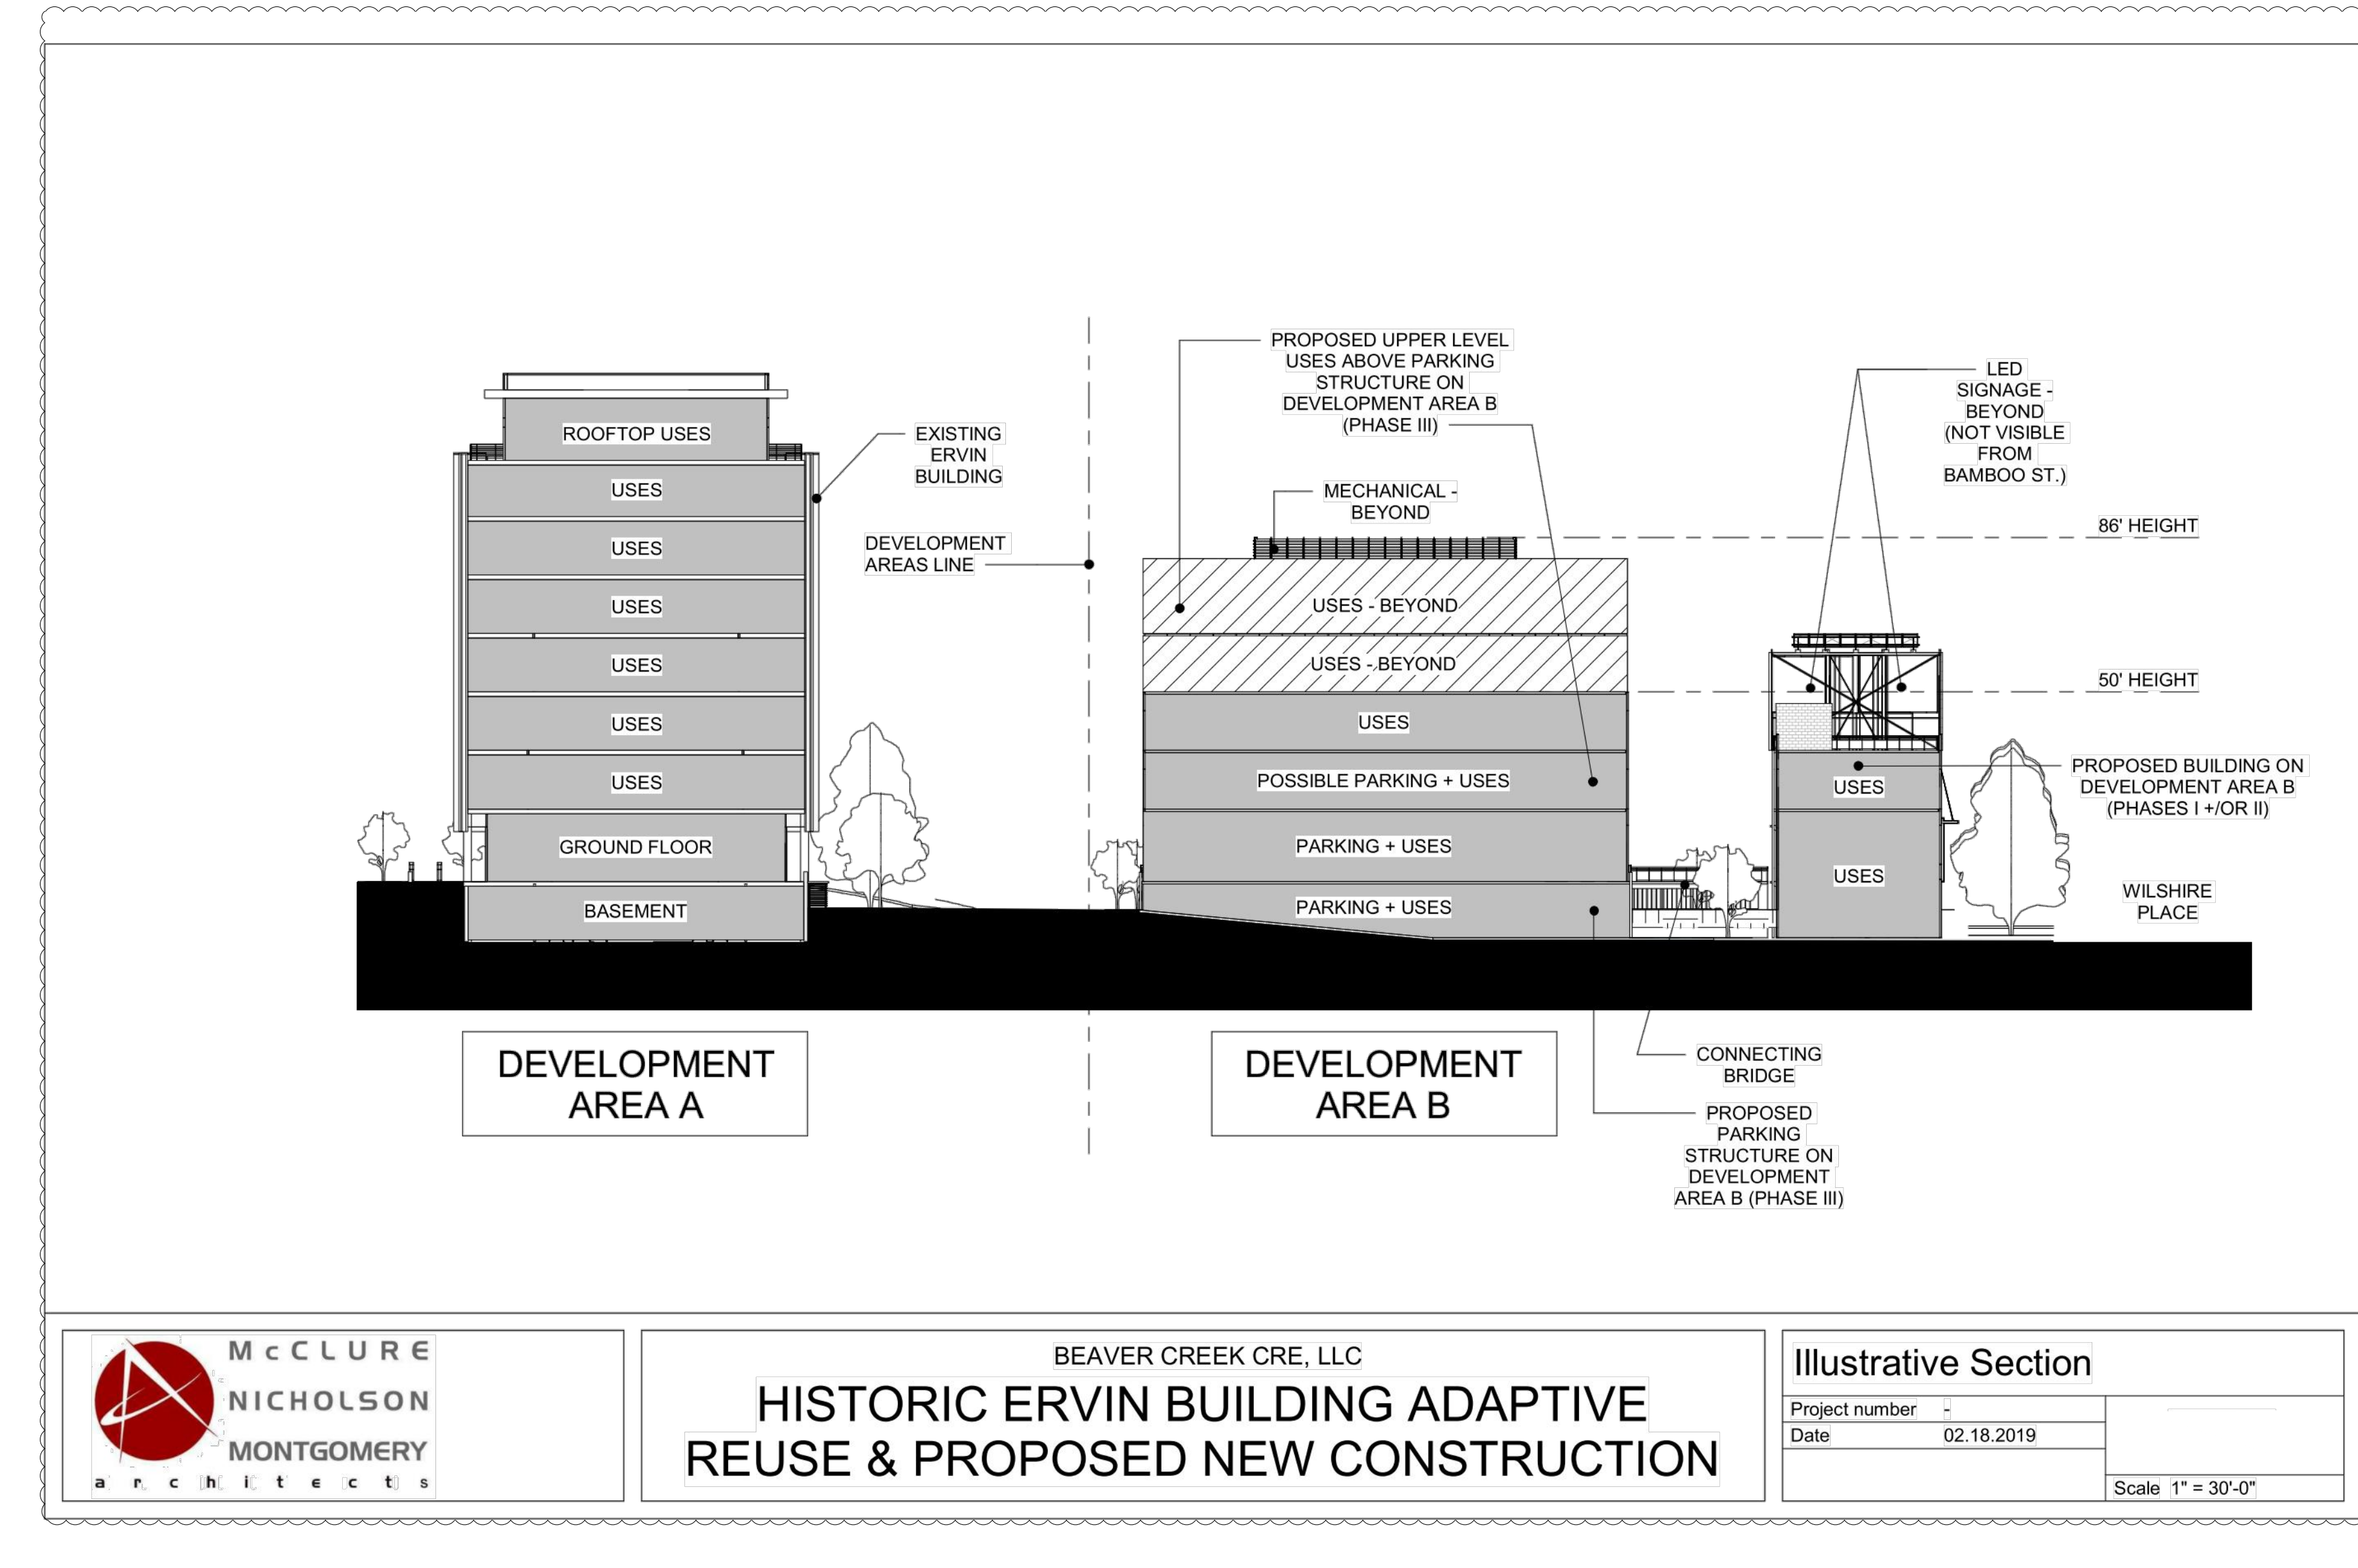 PROPOSED UPPER LEVEL
USES ABOVE PARKING
STRUCTURE ON
DEVELOPMENT AREA B
(PHASE III)
LED
SIGNAGE -
BEYOND
(NOT VISIBLE
FROM
BAMBOO ST.)
ROOFTOP USES
EXISTING
ERVIN
BUILDING
MECHANICAL -
BEYOND
USES
USES
USES
USES
USES
USES
GROUND FLOOR
BASEMENT
DEVELOPMENT
AREAS LINE
86' HEIGHT
50' HEIGHT
USES - BEYOND
USES - BEYOND
USES
POSSIBLE PARKING + USES
PARKING + USES
PARKING + USES
USES
USES
PROPOSED BUILDING ON
DEVELOPMENT AREA B
(PHASES I +/OR II)
WILSHIRE
PLACE
DEVELOPMENT
AREA A
DEVELOPMENT
AREA B
CONNECTING
BRIDGE
PROPOSED
PARKING
STRUCTURE ON
DEVELOPMENT
AREA B (PHASE III)
McCLURE
NICHOLSON
MONTGOMERY
architects
BEAVER CREEK CRE, LLC
HISTORIC ERVIN BUILDING ADAPTIVE
REUSE & PROPOSED NEW CONSTRUCTION
Illustrative Section
Project number -
Date 02.18.2019
Scale 1" = 30'-0"